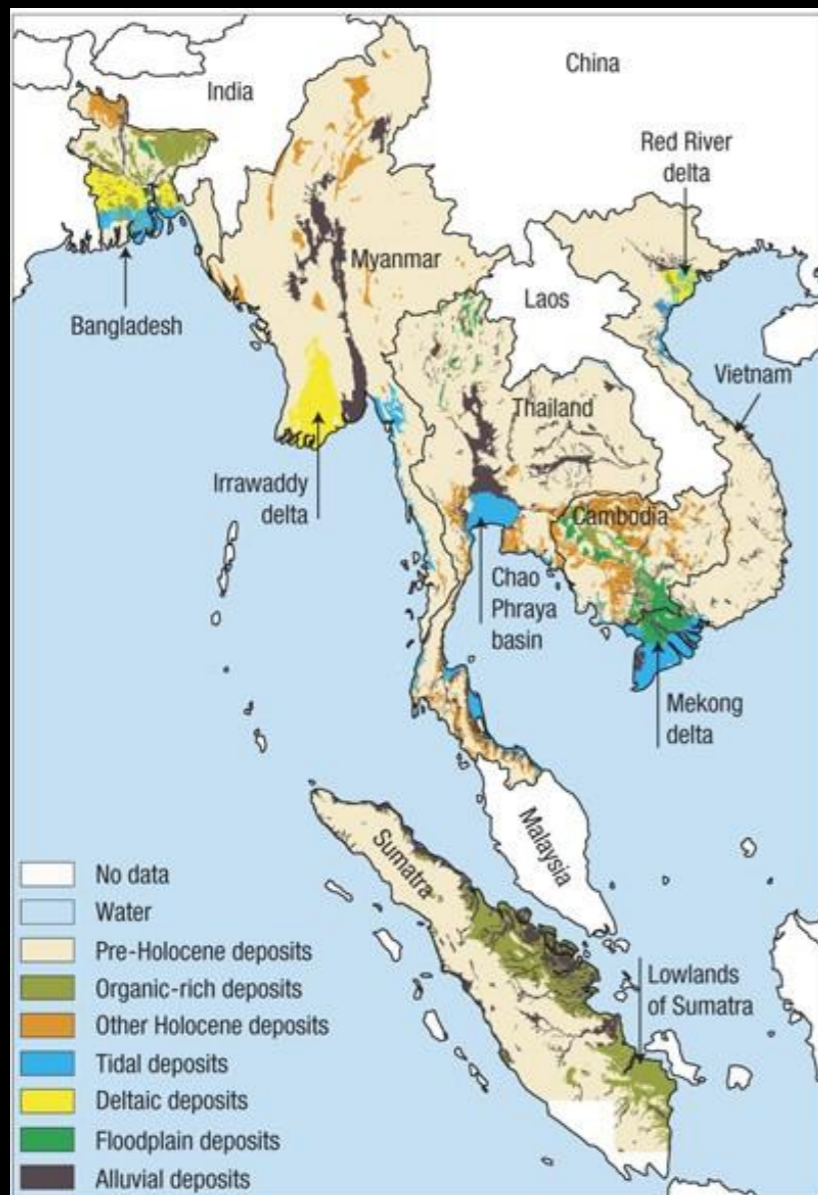 China
India
Red River
delta
Myanmar
Laos
Bangladesh
Vietnam
Thailand
Irrawaddy
delta
Cambodia
Chao
Phraya
basin
Mekong
delta
Malaysia
Sumatra
Lowlands
of Sumatra
No data
Water
Pre-Holocene deposits
Organic-rich deposits
Other Holocene deposits
Tidal deposits
Deltaic deposits
Floodplain deposits
Alluvial deposits